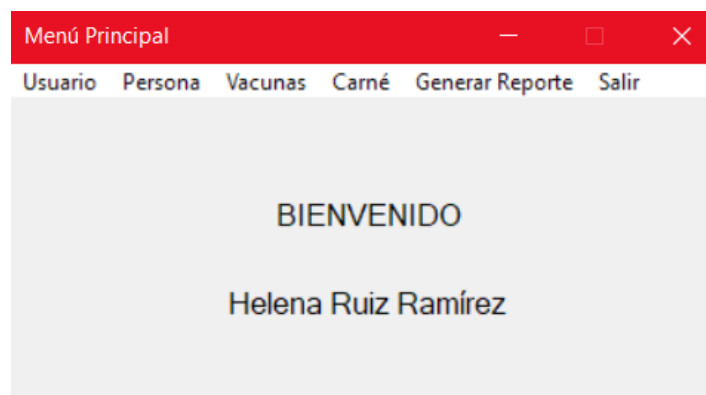 Menú Principal
Usuario Persona Vacunas Carné Generar Reporte Salir
BIENVENIDO
Helena Ruiz Ramírez